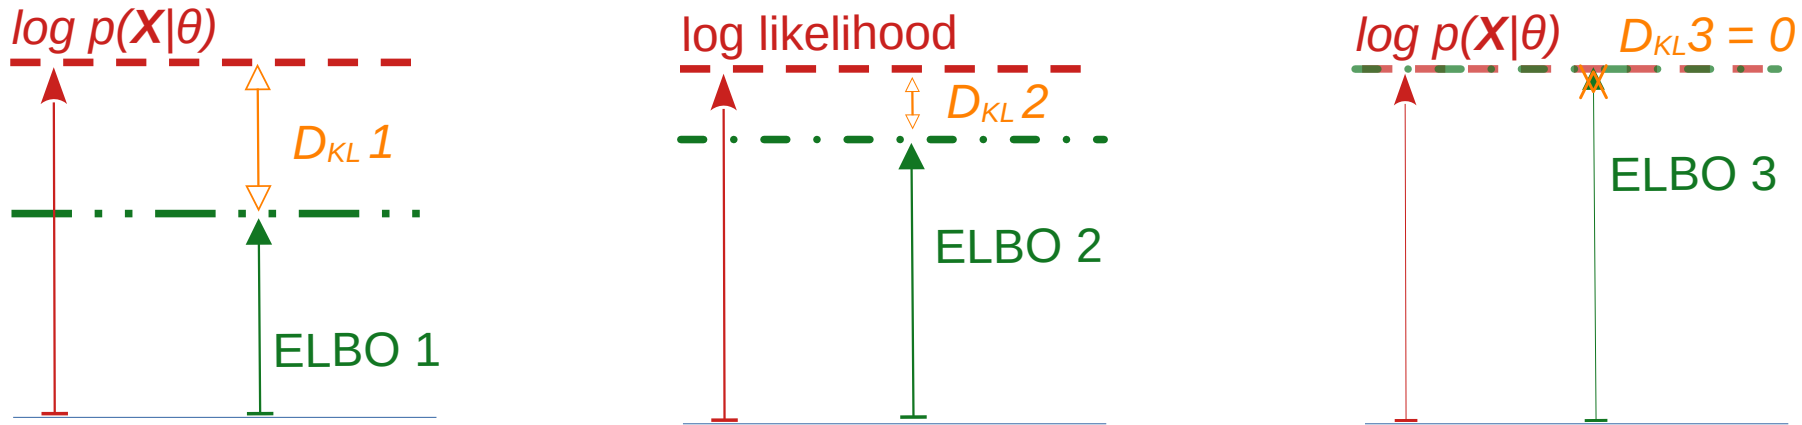 log p(X|θ)
D_KL 1
ELBO 1
log likelihood
D_KL 2
ELBO 2
log p(X|θ)
D_KL3 = 0
ELBO 3